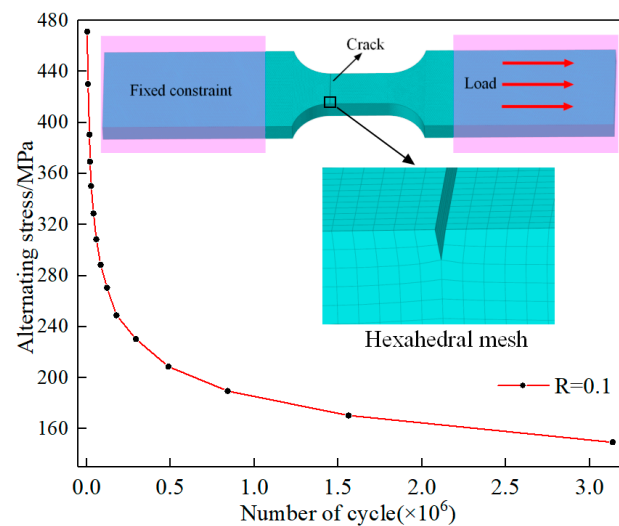 480
440
400
360
320
280
240
200
160
Alternating stress/MPa
Crack
Fixed constraint
Load
Hexahedral mesh
R=0.1
0.0 0.5 1.0 1.5 2.0 2.5 3.0
Number of cycle(×10⁶)